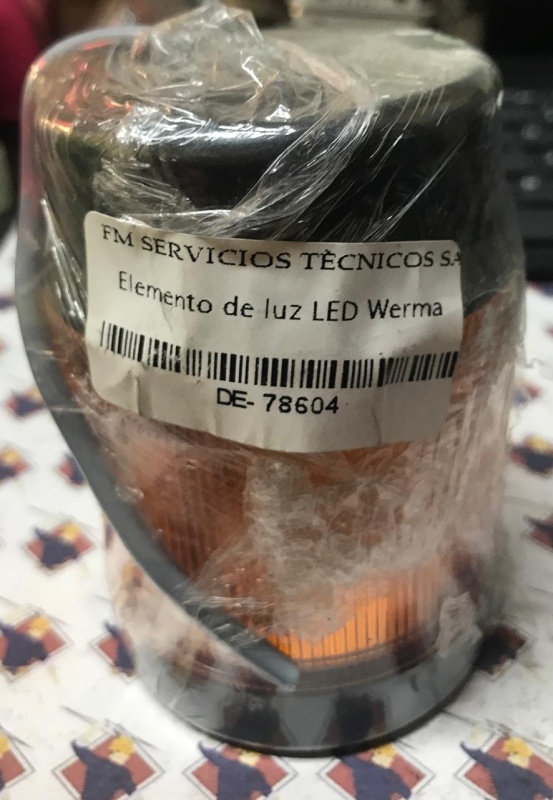 FM SERVICIOS TÈCNICOS SA
Elemento de luz LED Werma
DE- 78604